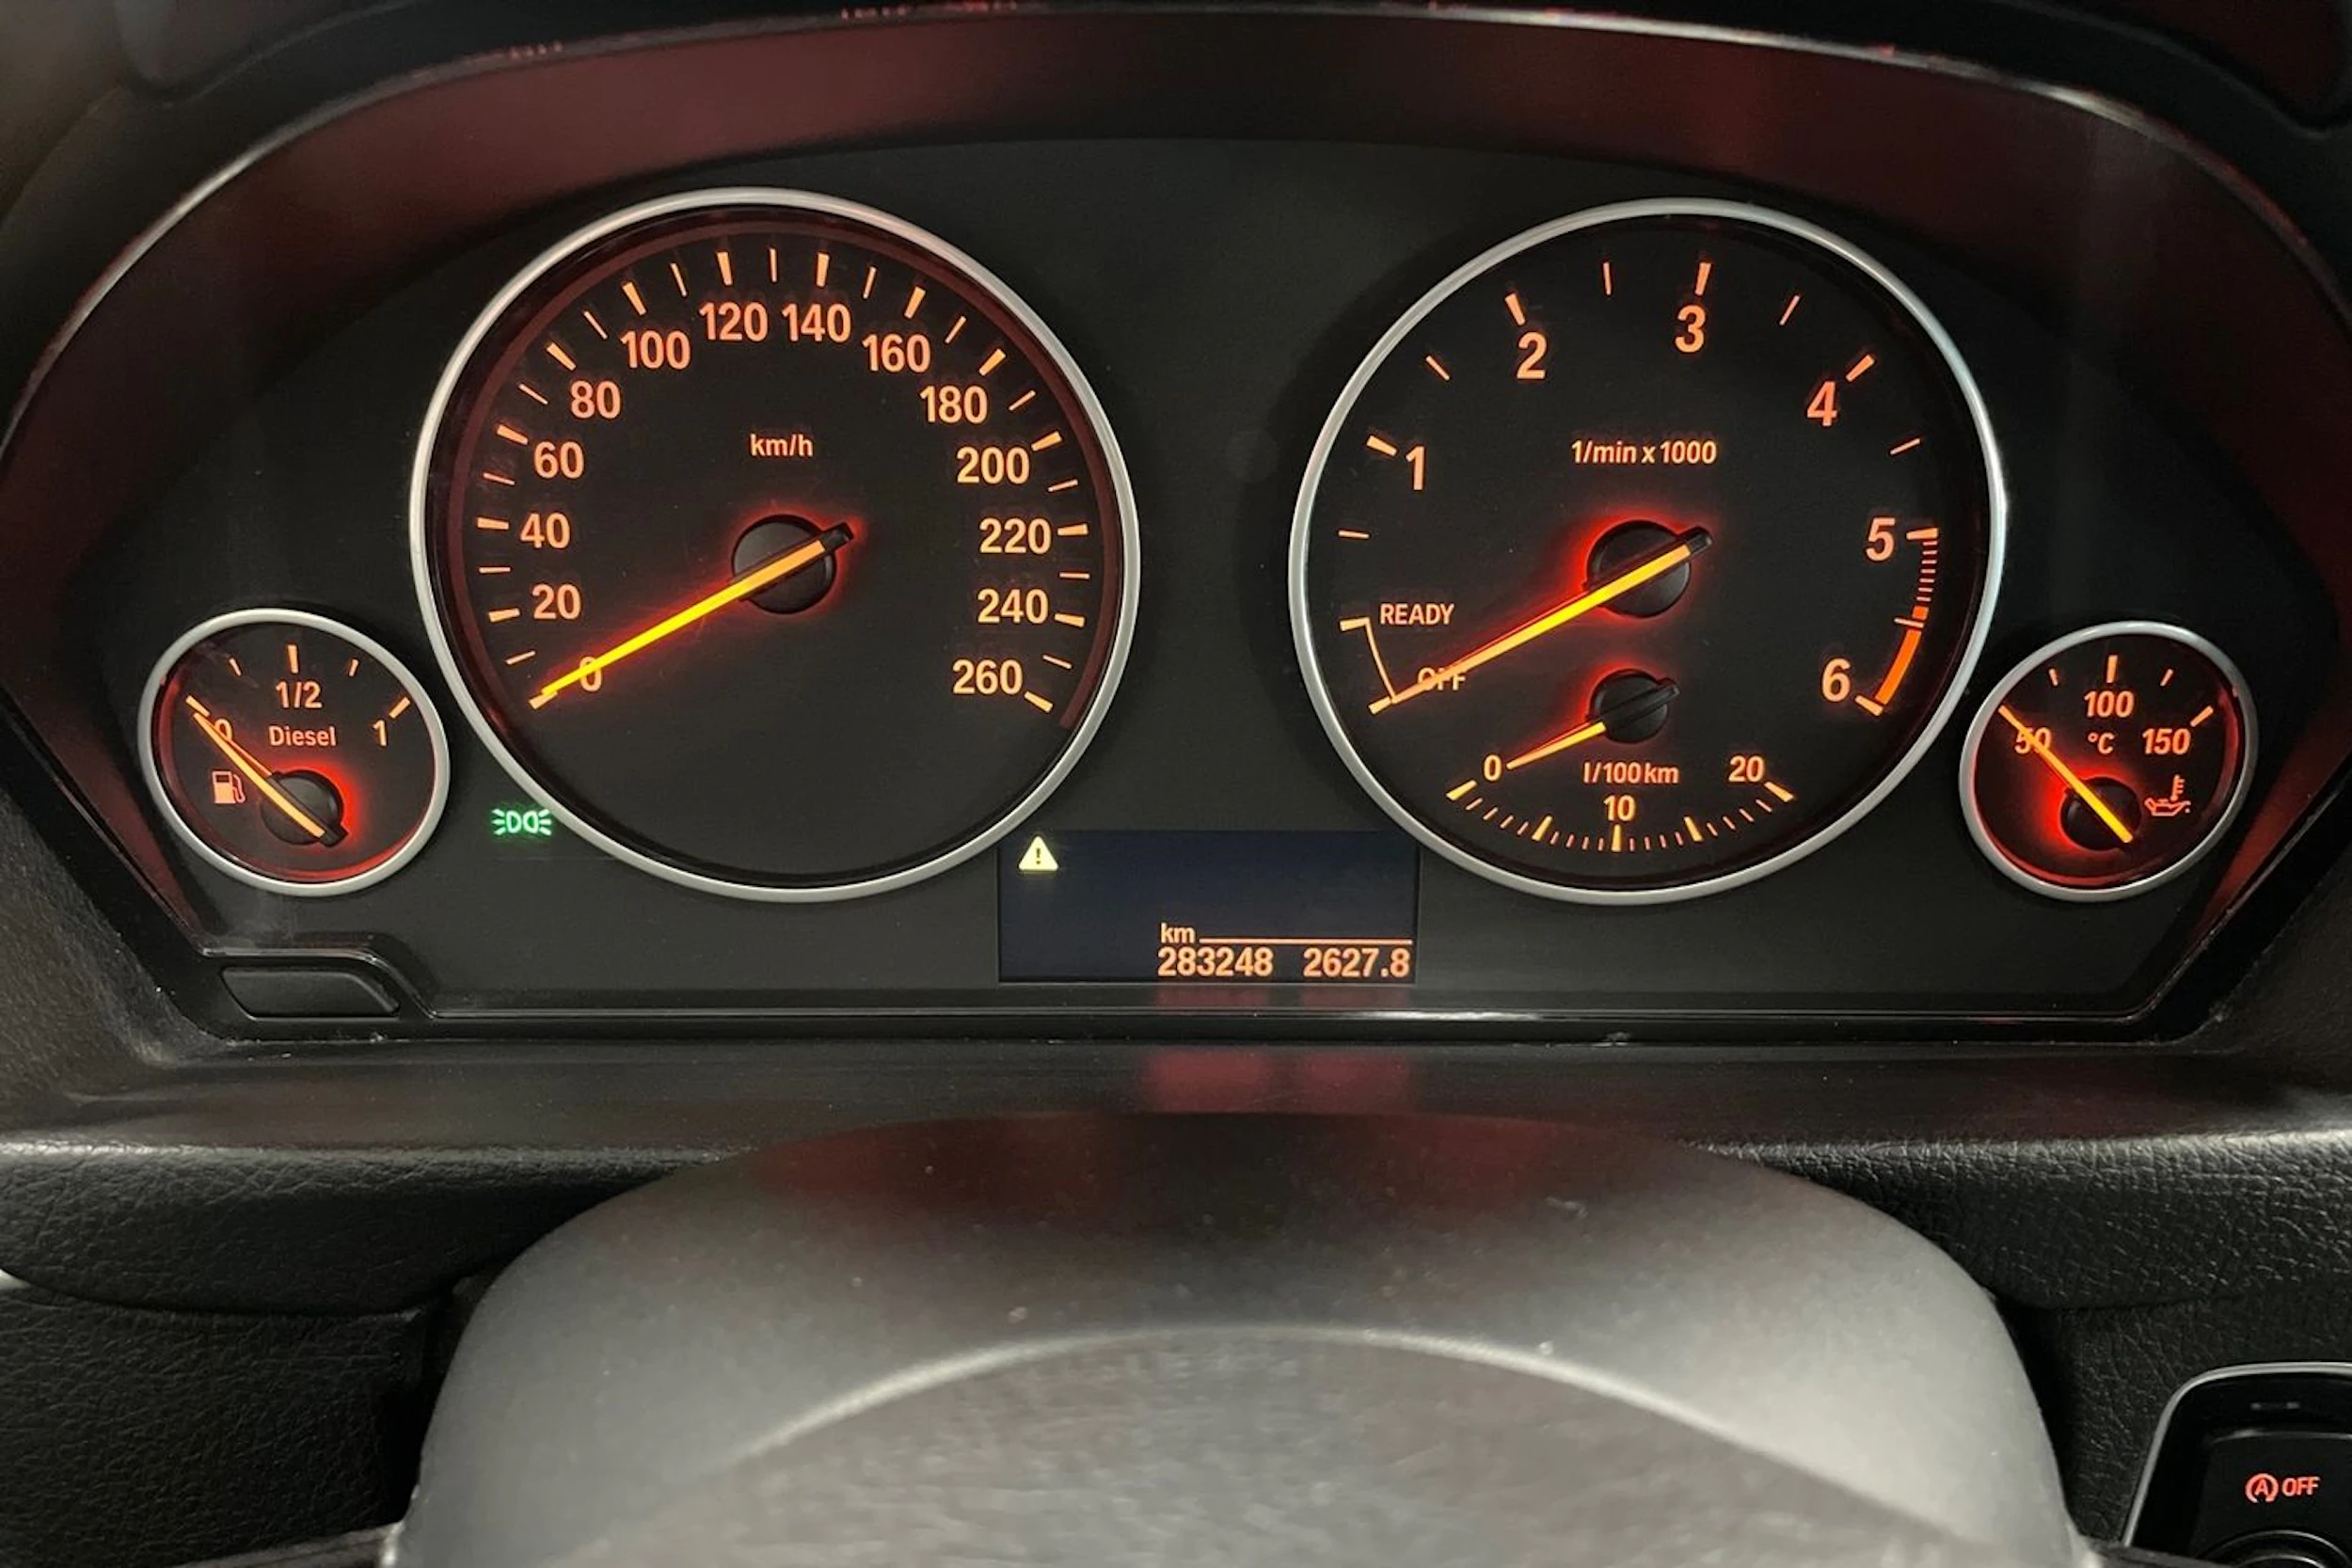 120 140
100 160
80 180
60 200
40 220
20 240
0 260
km/h
2 3 4
1 5
6
1/min x 1000
READY
OFF
0 20
l/100 km
10
1/2
0 1
Diesel
100
50 °C 150
km
283248 2627.8
A OFF